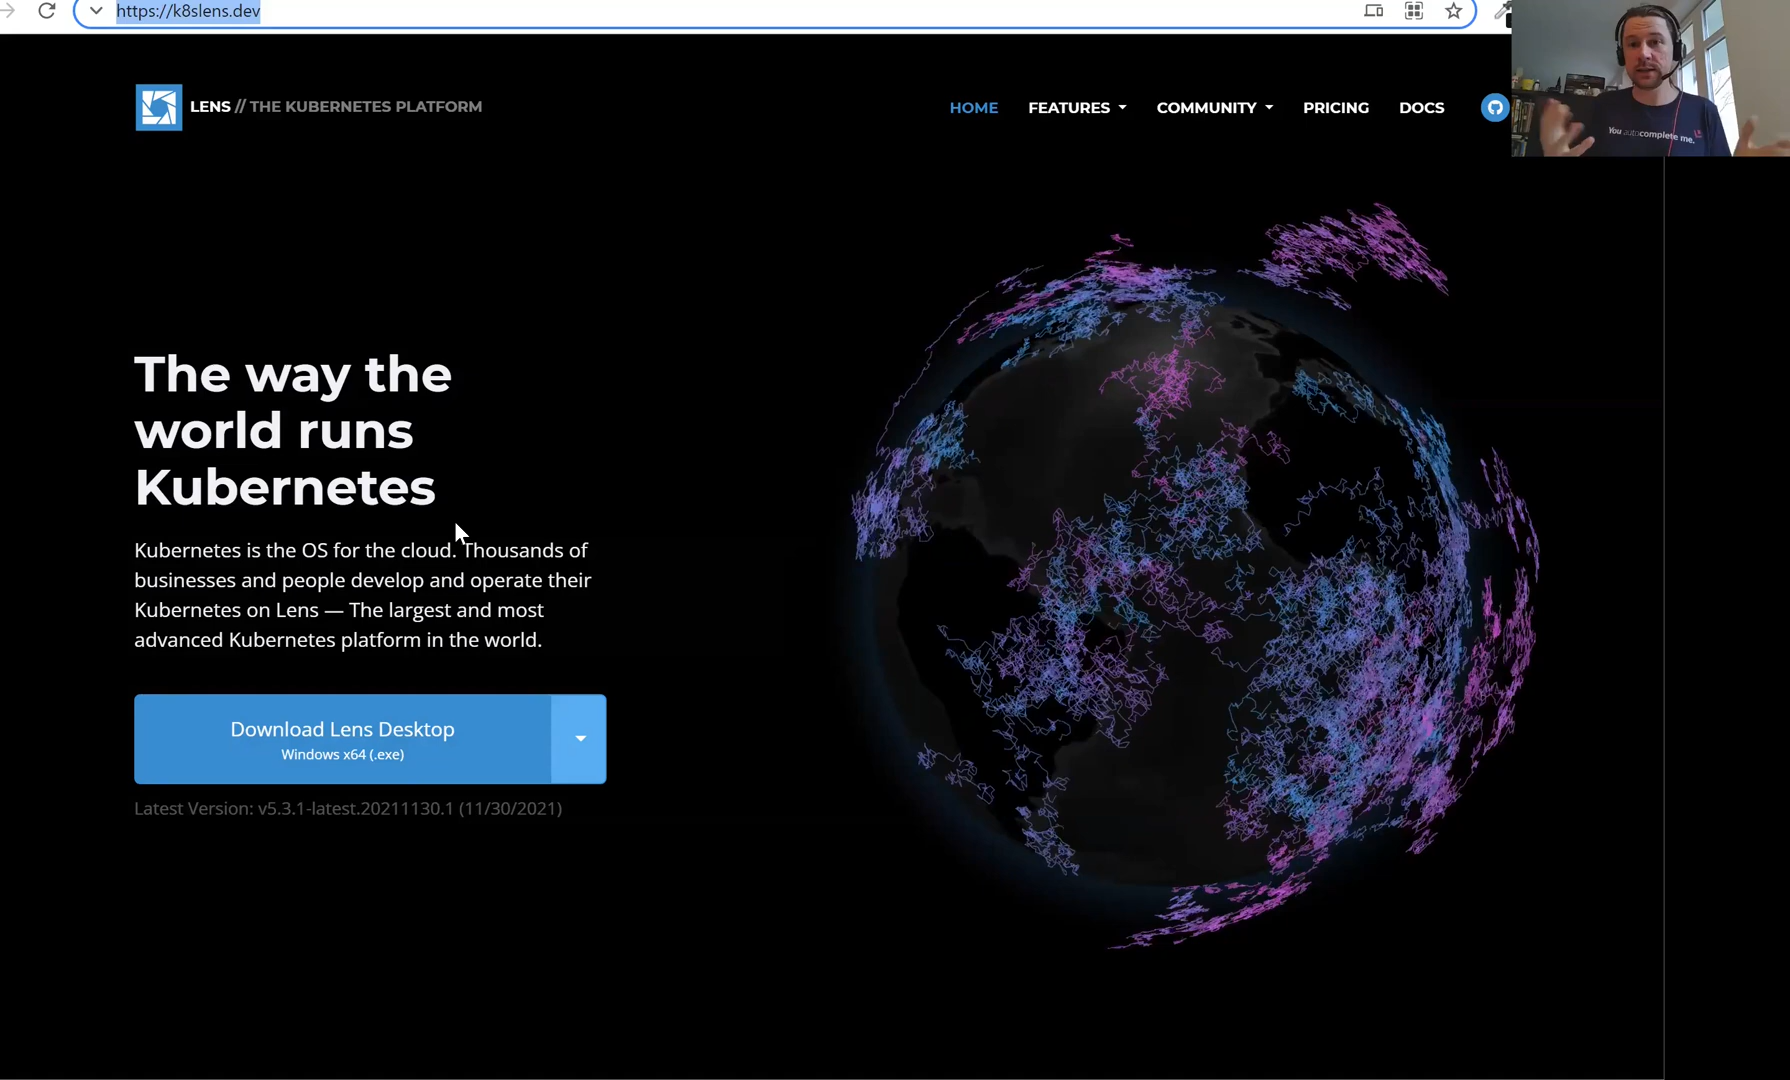 https://k8slens.dev
LENS // THE KUBERNETES PLATFORM
HOME FEATURES COMMUNITY PRICING DOCS
You autocomplete me.
The way the
world runs
Kubernetes
Kubernetes is the OS for the cloud. Thousands of
businesses and people develop and operate their
Kubernetes on Lens — The largest and most
advanced Kubernetes platform in the world.
Download Lens Desktop
Windows x64 (.exe)
Latest Version: v5.3.1-latest.20211130.1 (11/30/2021)